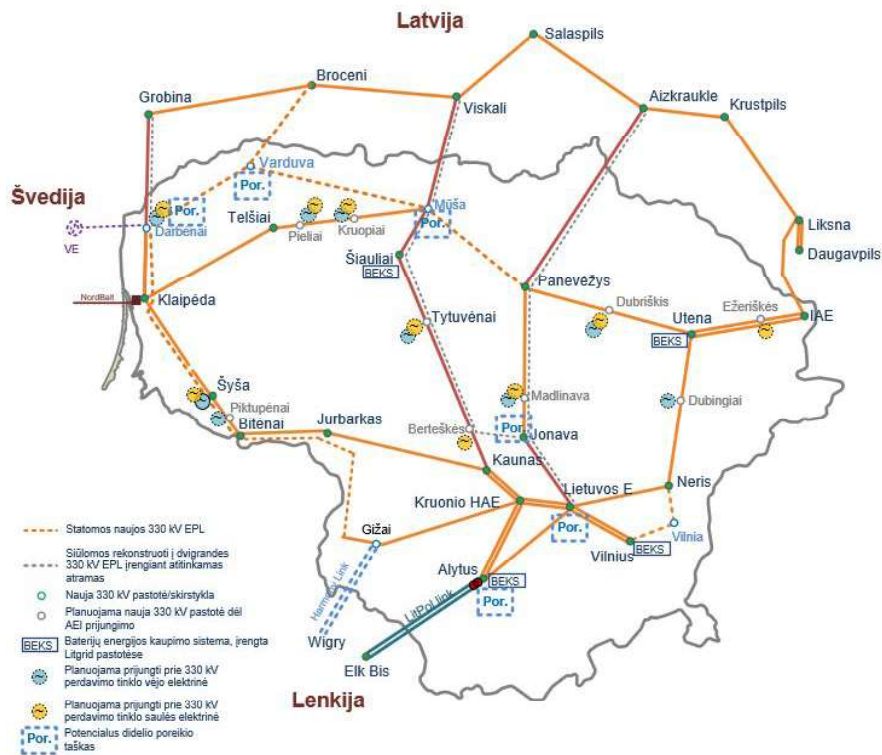 Latvija
Salaspils
Broceni
Grobina
Viskali
Aizkraukle
Krustpils
Varduva
Por.
Švedija
VE
Por.
Darbėnai
Telšiai
Pieliai
Kruopiai
Mūša
Por.
Liksna
Daugavpils
Šiauliai
BEKS
NordBalt
Klaipėda
Panevėžys
Dubriškis
Utena
BEKS
Ežeriškės
IAE
Tytuvėnai
Šyša
Piktupėnai
Bitėnai
Jurbarkas
Madlinava
Por.
Jonava
Berteškės
Dubingiai
Kaunas
Kruonio HAE
Lietuvos E
Por.
Neris
Vilnia
Vilnius
BEKS
Gižai
Harmony Link
Alytus
BEKS
Por.
LitPol link
Wigry
Elk Bis
Lenkija
Statomos naujos 330 kV EPL
Siūlomos rekonstruoti į dvigrandes
330 kV EPL įrengiant atitinkamas
atramas
Nauja 330 kV pastotė/skirstykla
Planuojama nauja 330 kV pastotė dėl
AEI prijungimo
BEKS
Baterijų energijos kaupimo sistema, įrengta
Litgrid pastotėse
Planuojama prijungti prie 330 kV
perdavimo tinklo vėjo elektrinė
Planuojama prijungti prie 330 kV
perdavimo tinklo saulės elektrinė
Por.
Potencialus didelio poreikio
taškas